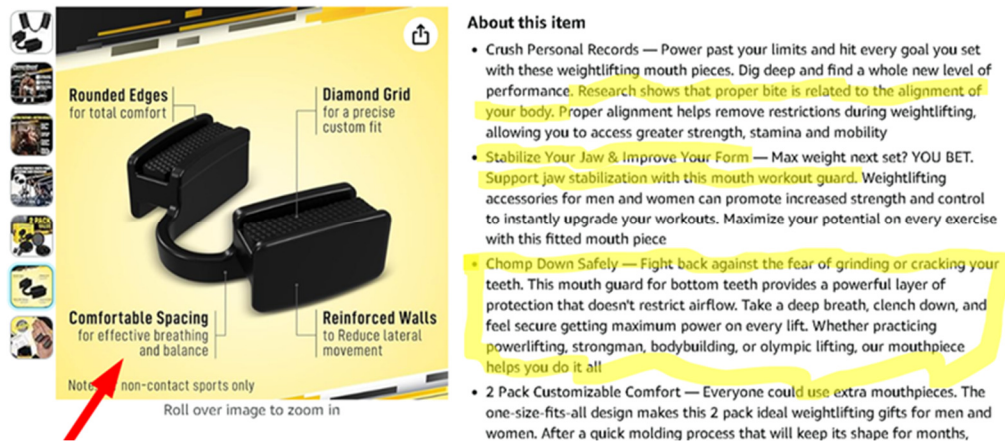 Rounded Edges
for total comfort
Diamond Grid
for a precise
custom fit
Comfortable Spacing
for effective breathing
and balance
Reinforced Walls
to Reduce lateral
movement
Note: non-contact sports only
Roll over image to zoom in
About this item
• Crush Personal Records — Power past your limits and hit every goal you set
with these weightlifting mouth pieces. Dig deep and find a whole new level of
performance. Research shows that proper bite is related to the alignment of
your body. Proper alignment helps remove restrictions during weightlifting,
allowing you to access greater strength, stamina and mobility
• Stabilize Your Jaw & Improve Your Form — Max weight next set? YOU BET.
Support jaw stabilization with this mouth workout guard. Weightlifting
accessories for men and women can promote increased strength and control
to instantly upgrade your workouts. Maximize your potential on every exercise
with this fitted mouth piece
• Chomp Down Safely — Fight back against the fear of grinding or cracking your
teeth. This mouth guard for bottom teeth provides a powerful layer of
protection that doesn't restrict airflow. Take a deep breath, clench down, and
feel secure getting maximum power on every lift. Whether practicing
powerlifting, strongman, bodybuilding, or olympic lifting, our mouthpiece
helps you do it all
• 2 Pack Customizable Comfort — Everyone could use extra mouthpieces. The
one-size-fits-all design makes this 2 pack ideal weightlifting gifts for men and
women. After a quick molding process that will keep its shape for months,